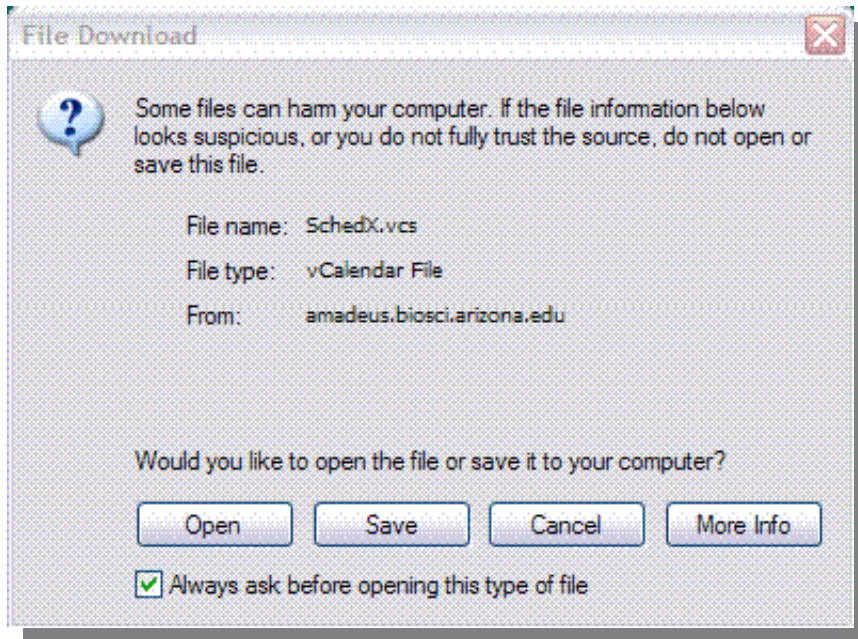 File Download
Some files can harm your computer. If the file information below
looks suspicious, or you do not fully trust the source, do not open or
save this file.
File name: SchedX.vcs
File type: vCalendar File
From: amadeus.biosci.arizona.edu
Would you like to open the file or save it to your computer?
Open Save Cancel More Info
Always ask before opening this type of file